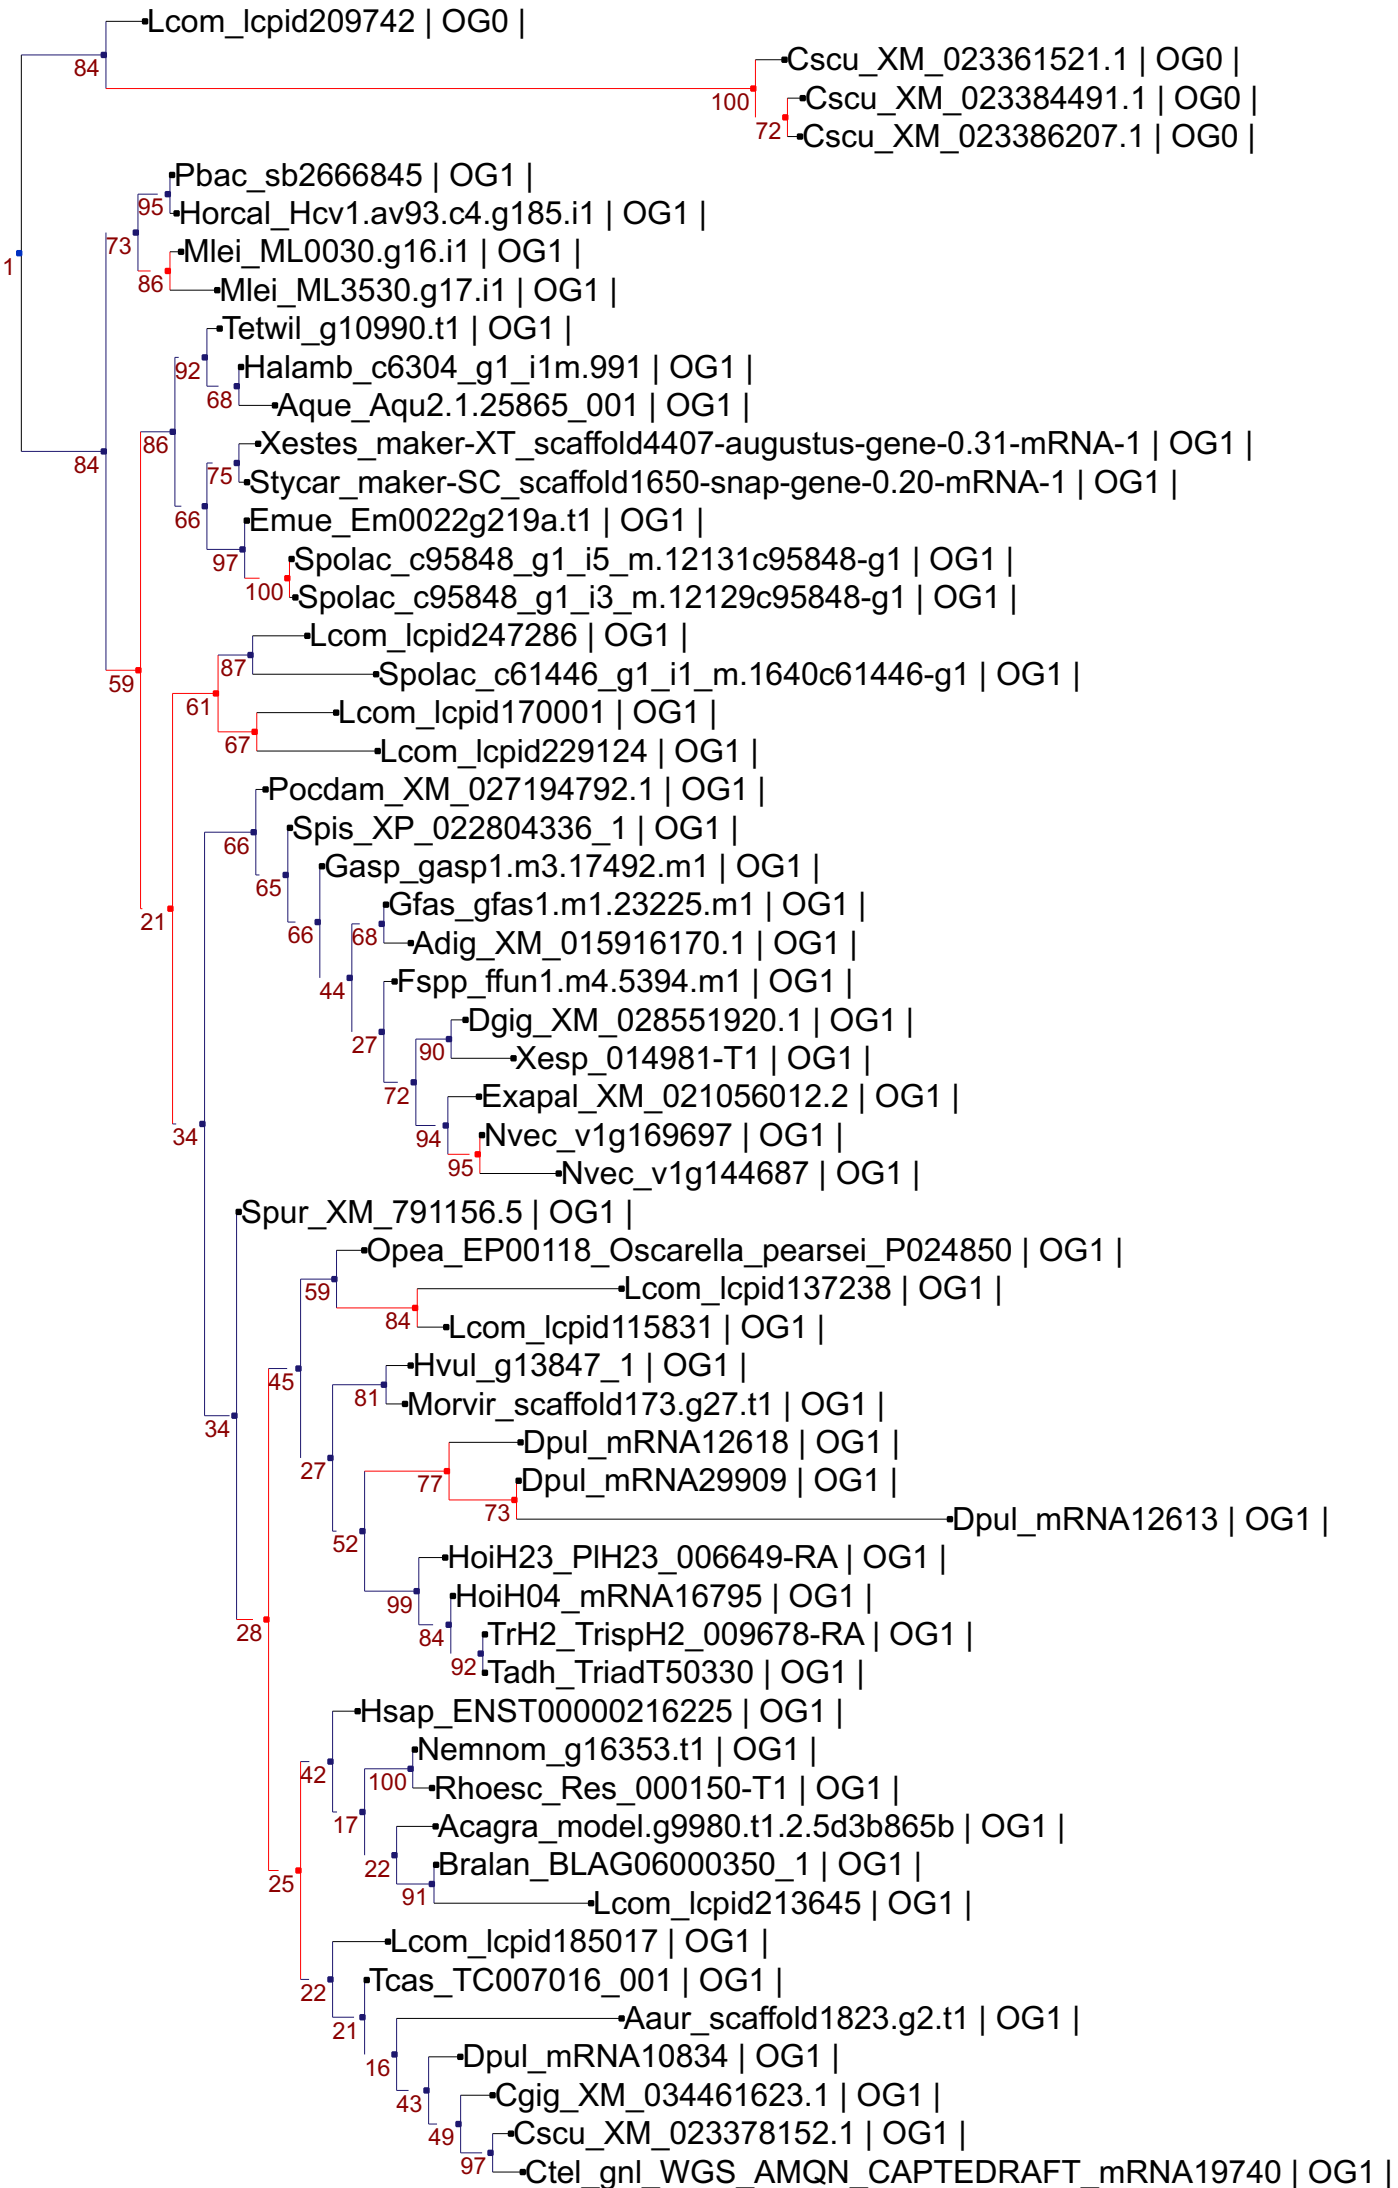 Lcom_lcpid209742 | OG0 |
84
Cscu_XM_023361521.1 | OG0 |
100
Cscu_XM_023384491.1 | OG0 |
72
Cscu_XM_023386207.1 | OG0 |
Pbac_sb2666845 | OG1 |
95
Horcal_Hcv1.av93.c4.g185.i1 | OG1 |
73
Mlei_ML0030.g16.i1 | OG1 |
1
86
Mlei_ML3530.g17.i1 | OG1 |
Tetwil_g10990.t1 | OG1 |
92
Halamb_c6304_g1_i1m.991 | OG1 |
68
Aque_Aqu2.1.25865_001 | OG1 |
86
Xestes_maker-XT_scaffold4407-augustus-gene-0.31-mRNA-1 | OG1 |
84
75
Stycar_maker-SC_scaffold1650-snap-gene-0.20-mRNA-1 | OG1 |
66
Emue_Em0022g219a.t1 | OG1 |
97
Spolac_c95848_g1_i5_m.12131c95848-g1 | OG1 |
100
Spolac_c95848_g1_i3_m.12129c95848-g1 | OG1 |
Lcom_lcpid247286 | OG1 |
87
Spolac_c61446_g1_i1_m.1640c61446-g1 | OG1 |
59
61
Lcom_lcpid170001 | OG1 |
67
Lcom_lcpid229124 | OG1 |
Pocdam_XM_027194792.1 | OG1 |
66
Spis_XP_022804336_1 | OG1 |
65
Gasp_gasp1.m3.17492.m1 | OG1 |
21
66
Gfas_gfas1.m1.23225.m1 | OG1 |
68
Adig_XM_015916170.1 | OG1 |
44
Fspp_ffun1.m4.5394.m1 | OG1 |
27
Dgig_XM_028551920.1 | OG1 |
90
Xesp_014981-T1 | OG1 |
72
Exapal_XM_021056012.2 | OG1 |
34
94
Nvec_v1g169697 | OG1 |
95
Nvec_v1g144687 | OG1 |
Spur_XM_791156.5 | OG1 |
Opea_EP00118_Oscarella_pearsei_P024850 | OG1 |
59
Lcom_lcpid137238 | OG1 |
84
Lcom_lcpid115831 | OG1 |
45
Hvul_g13847_1 | OG1 |
81
Morvir_scaffold173.g27.t1 | OG1 |
34
Dpul_mRNA12618 | OG1 |
27
77
Dpul_mRNA29909 | OG1 |
73
Dpul_mRNA12613 | OG1 |
52
HoiH23_PlH23_006649-RA | OG1 |
99
HoiH04_mRNA16795 | OG1 |
28
84
TrH2_TrispH2_009678-RA | OG1 |
92
Tadh_TriadT50330 | OG1 |
Hsap_ENST00000216225 | OG1 |
42
Nemnom_g16353.t1 | OG1 |
100
Rhoesc_Res_000150-T1 | OG1 |
17
Acagra_model.g9980.t1.2.5d3b865b | OG1 |
22
Bralan_BLAG06000350_1 | OG1 |
25
91
Lcom_lcpid213645 | OG1 |
Lcom_lcpid185017 | OG1 |
22
Tcas_TC007016_001 | OG1 |
21
Aaur_scaffold1823.g2.t1 | OG1 |
16
Dpul_mRNA10834 | OG1 |
43
Cgig_XM_034461623.1 | OG1 |
49
Cscu_XM_023378152.1 | OG1 |
97
Ctel_gnl_WGS_AMQN_CAPTEDRAFT_mRNA19740 | OG1 |